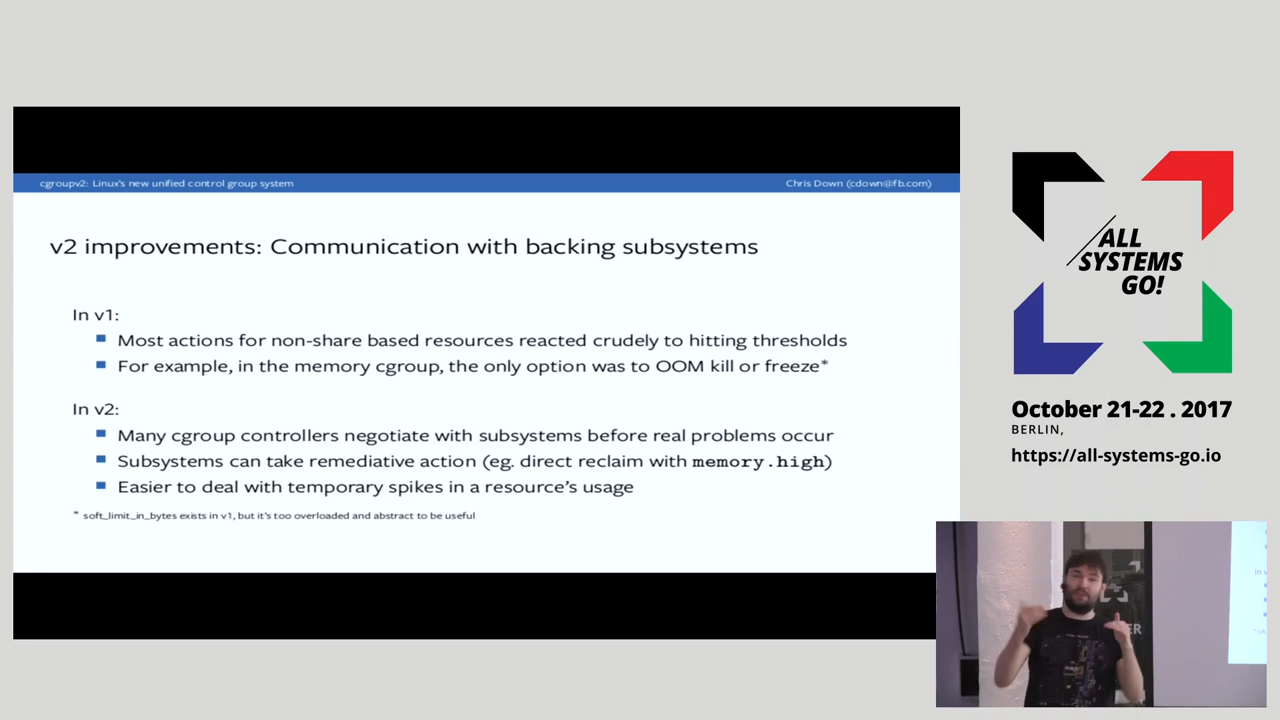 cgroupv2: Linux's new unified control group system
Chris Down (cdown@fb.com)
v2 improvements: Communication with backing subsystems
In v1:
Most actions for non-share based resources reacted crudely to hitting thresholds
For example, in the memory cgroup, the only option was to OOM kill or freeze*
In v2:
Many cgroup controllers negotiate with subsystems before real problems occur
Subsystems can take remediative action (eg. direct reclaim with memory.high)
Easier to deal with temporary spikes in a resource's usage
* soft_limit_in_bytes exists in v1, but it's too overloaded and abstract to be useful
ALL
SYSTEMS
GO!
October 21-22 . 2017
BERLIN,
https://all-systems-go.io